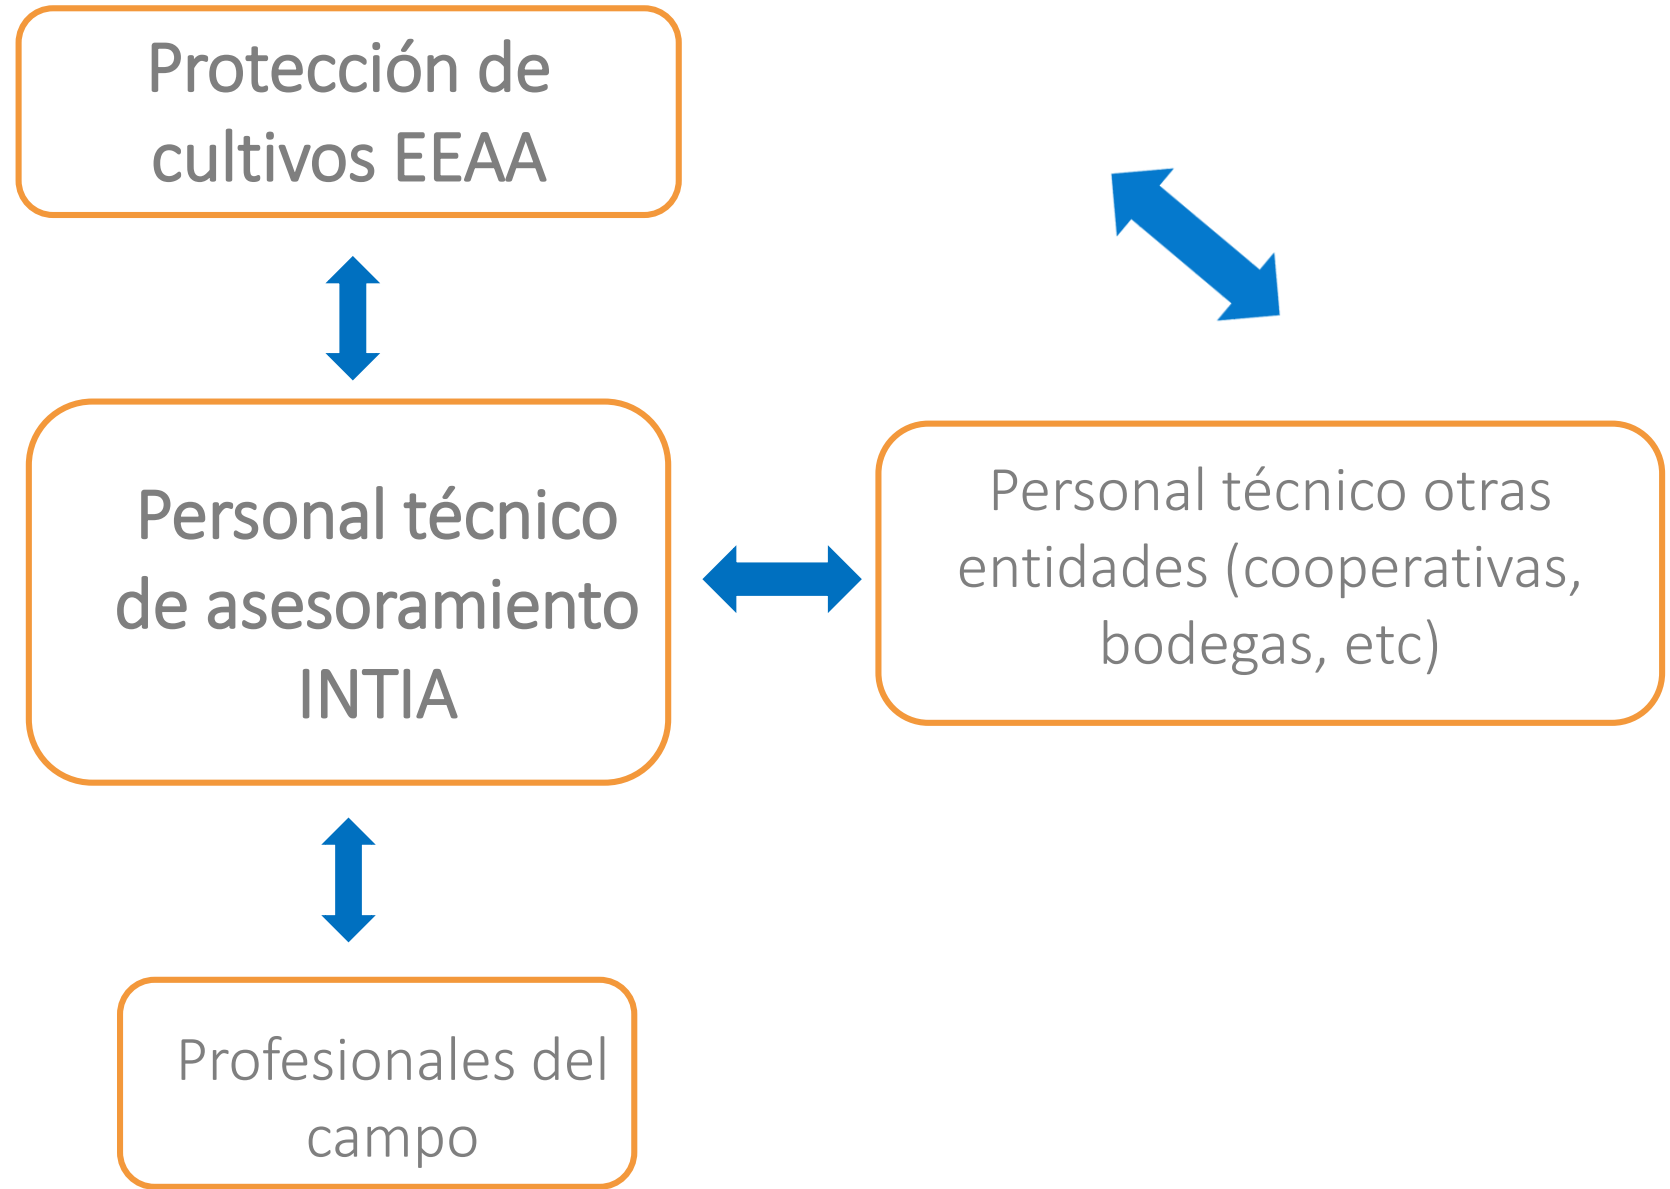 Protección de
cultivos EEAA
Personal técnico
de asesoramiento
INTIA
Personal técnico otras
entidades (cooperativas,
bodegas, etc)
Profesionales del
campo